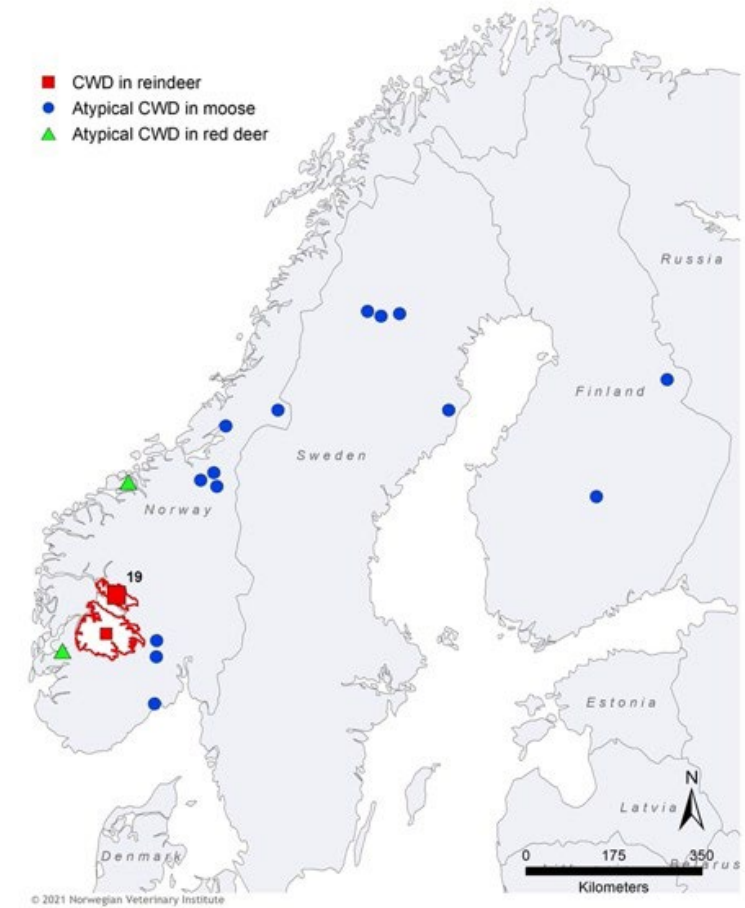 CWD in reindeer
Atypical CWD in moose
Atypical CWD in red deer
Russia
Finland
Sweden
Norway
19
Estonia
N
Latvia
Denmark
0 175 350
Belarus
Kilometers
© 2021 Norwegian Veterinary Institute